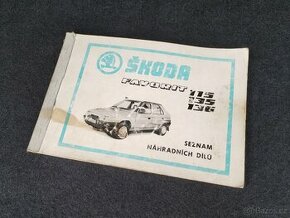 ŠKODA
FAVORIT 115
135
136
SEZNAM
NÁHRADNÍCH DÍLŮ